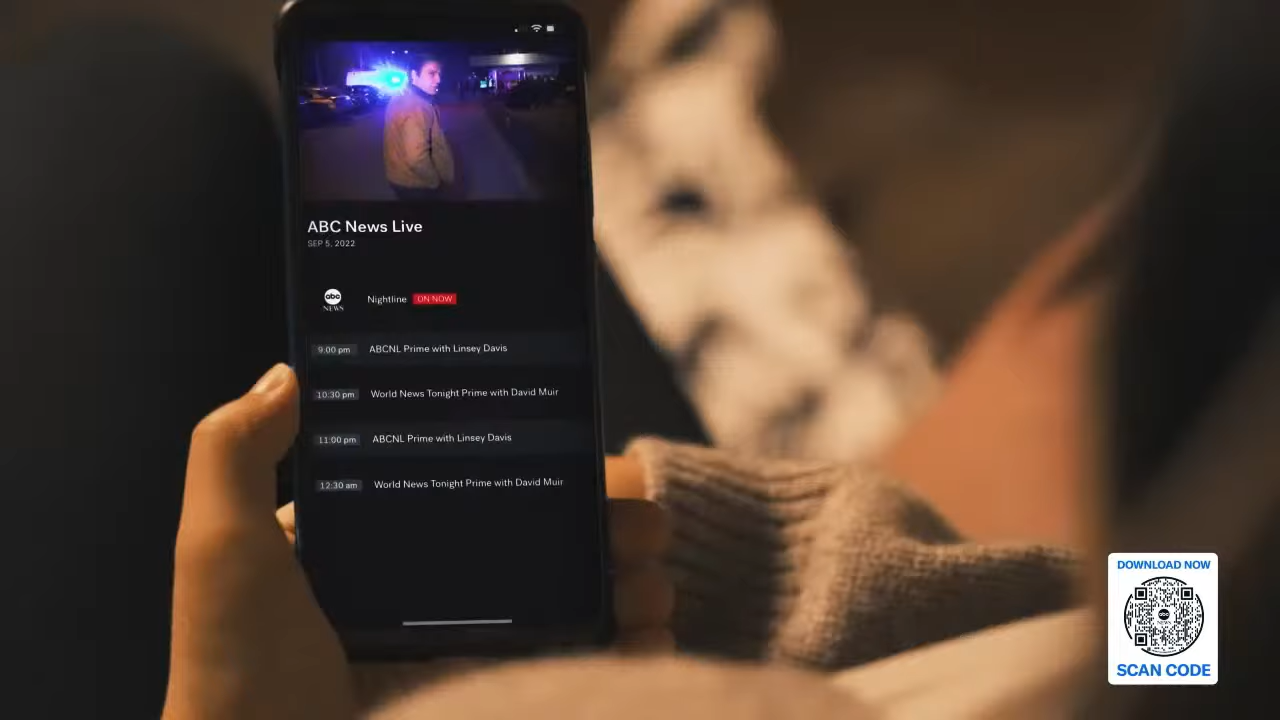 ABC News Live
SEP 5, 2022
abc
NEWS
Nightline ON NOW
9:00 pm ABCNL Prime with Linsey Davis
10:30 pm World News Tonight Prime with David Muir
11:00 pm ABCNL Prime with Linsey Davis
12:30 am World News Tonight Prime with David Muir
DOWNLOAD NOW
abc
NEWS
SCAN CODE